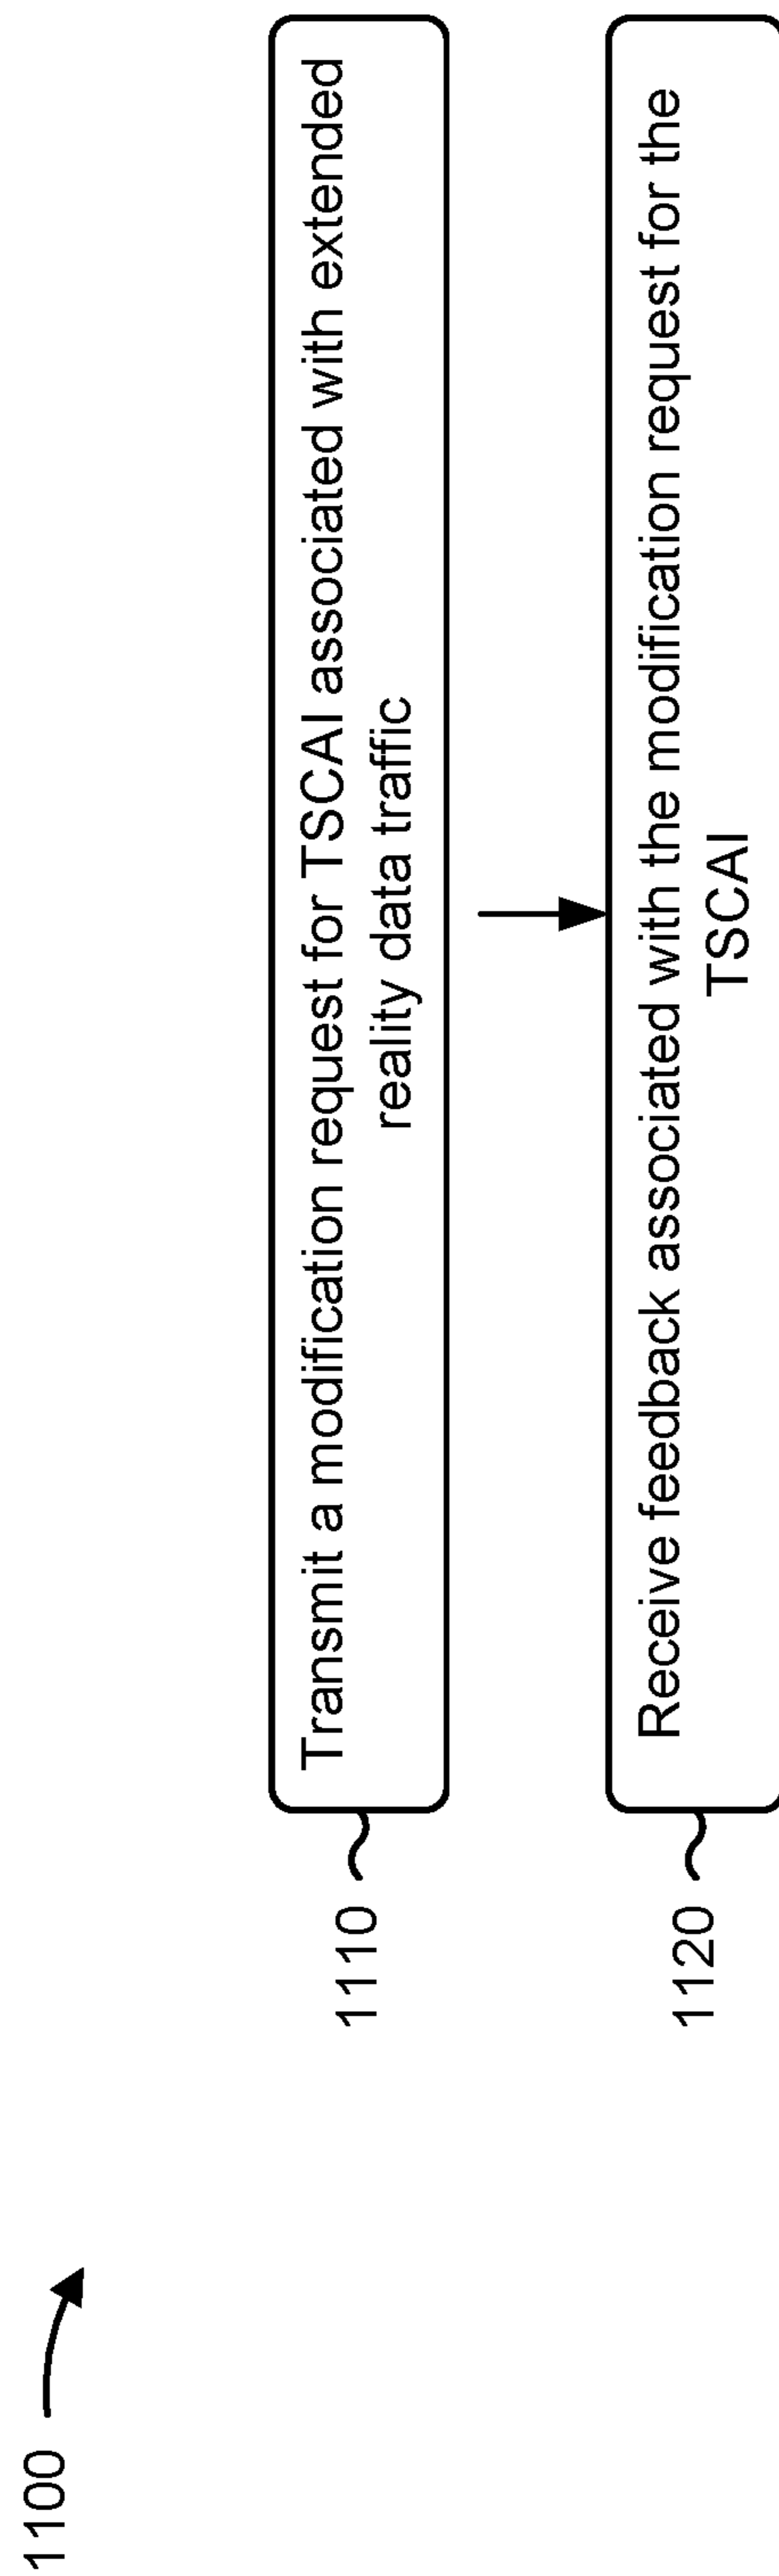 1100
1110
Transmit a modification request for TSCAI associated with extended
reality data traffic
1120
Receive feedback associated with the modification request for the
TSCAI